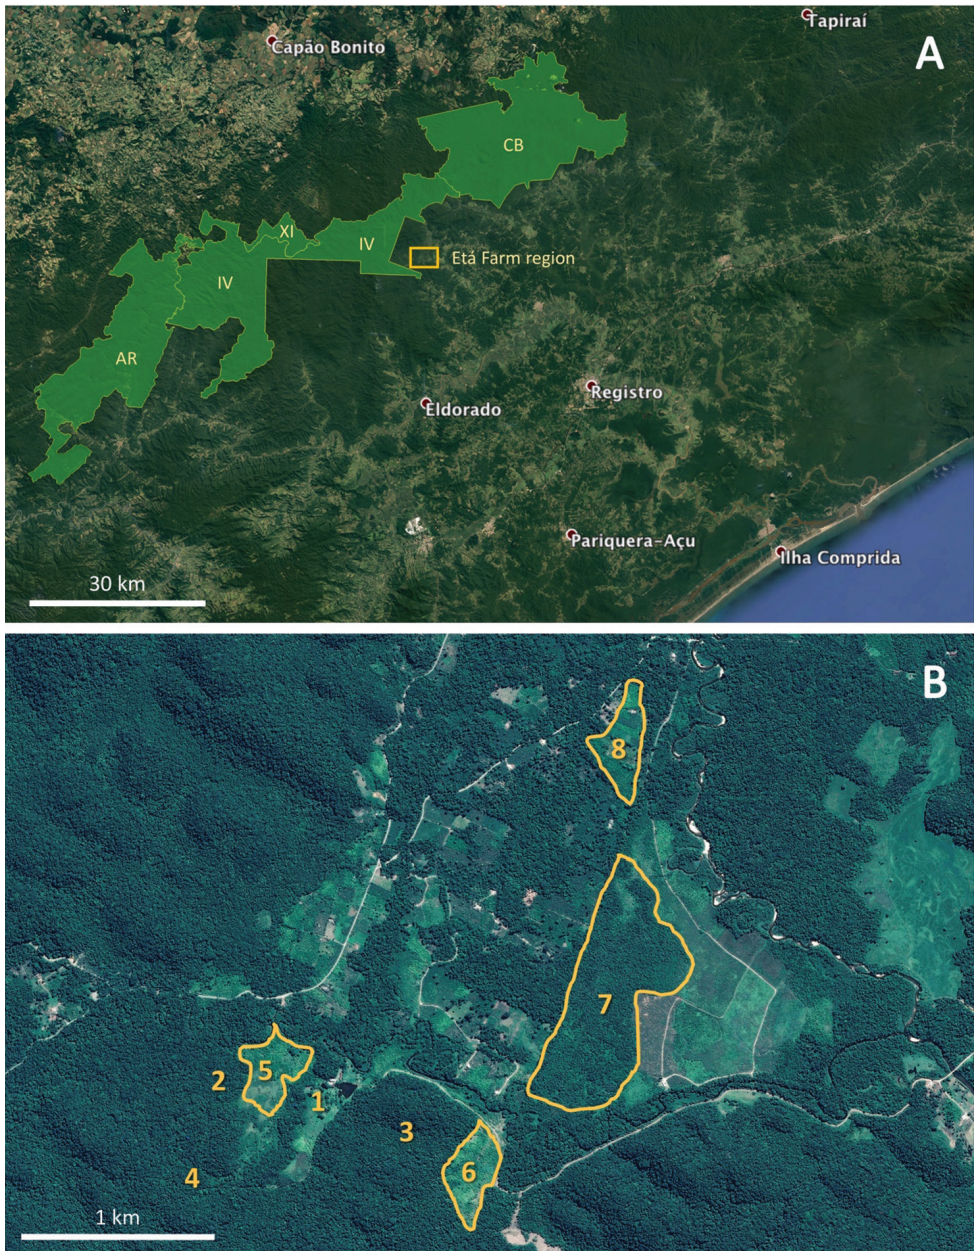 A
Tapiraí
Capão Bonito
CB
XI
IV
Etá Farm region
IV
AR
Registro
Eldorado
Pariquera-Açu
Ilha Comprida
30 km
B
8
7
5
2
1
3
6
4
1 km